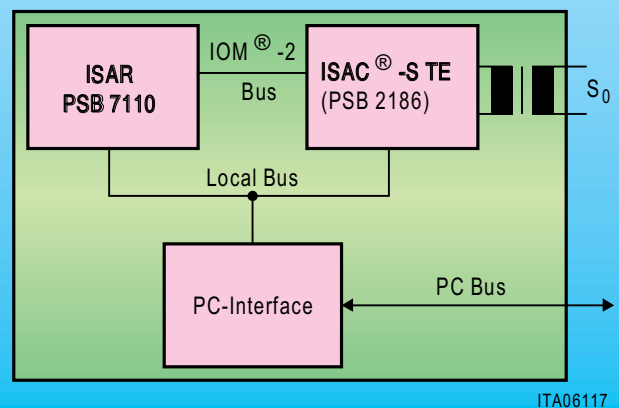 ISAR
PSB 7110
IOM ® -2
Bus
ISAC ® -S TE
(PSB 2186)
S0
Local Bus
PC-Interface
PC Bus
ITA06117